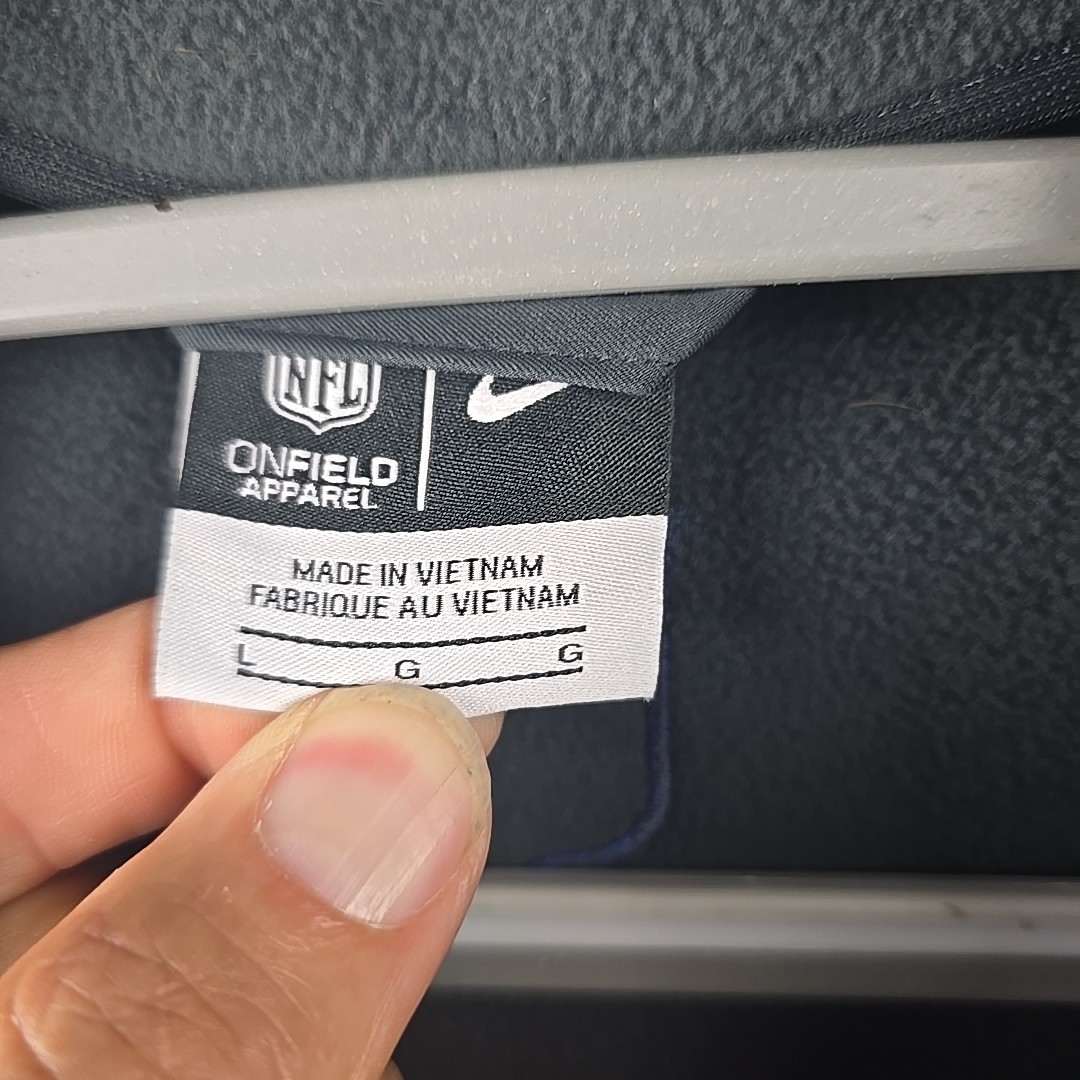 NFL
ONFIELD
APPAREL
MADE IN VIETNAM
FABRIQUE AU VIETNAM
L G G